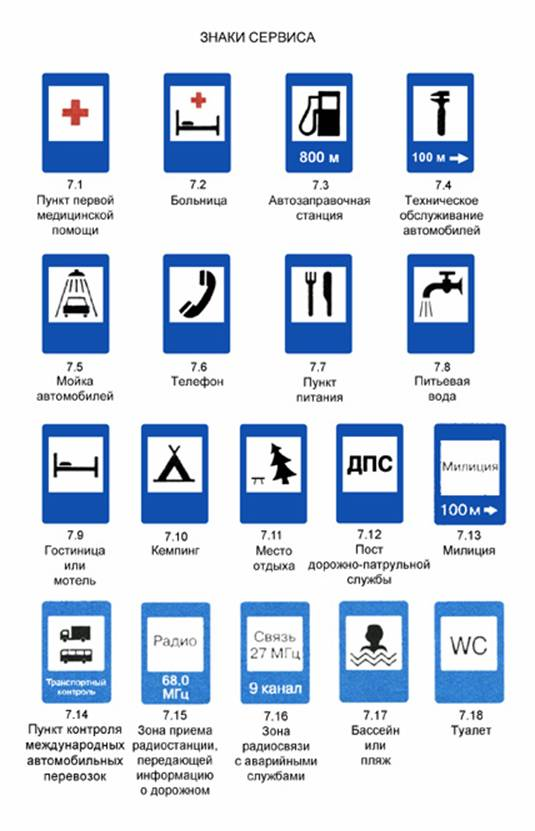 ЗНАКИ СЕРВИСА
800 м
100 м
7.1
7.2
7.3
7.4
Пункт первой
медицинской
помощи
Больница
Автозаправочная
станция
Техническое
обслуживание
автомобилей
7.5
7.6
7.7
7.8
Мойка
автомобилей
Телефон
Пункт
питания
Питьевая
вода
ДПС
Милиция
100м
7.9
7.10
7.11
7.12
7.13
Гостиница
или
мотель
Кемпинг
Место
отдыха
Пост
дорожно-патрульной
службы
Милиция
Транспортный
контроль
Радио
68.0
МГц
Связь
27 МГц
9 канал
WC
7.14
7.15
7.16
7.17
7.18
Пункт контроля
международных
автомобильных
перевозок
Зона приема
радиостанции,
передающей
информацию
о дорожном
Зона
радиосвязи
с аварийными
службами
Бассейн
или
пляж
Туалет